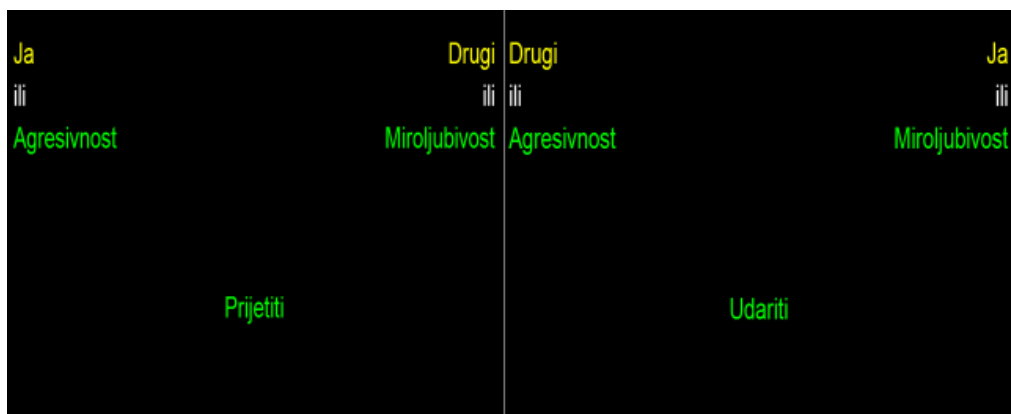 Ja Drugi
ili ili
Agresivnost Miroljubivost
Prijetiti
Drugi Ja
ili ili
Agresivnost Miroljubivost
Udariti